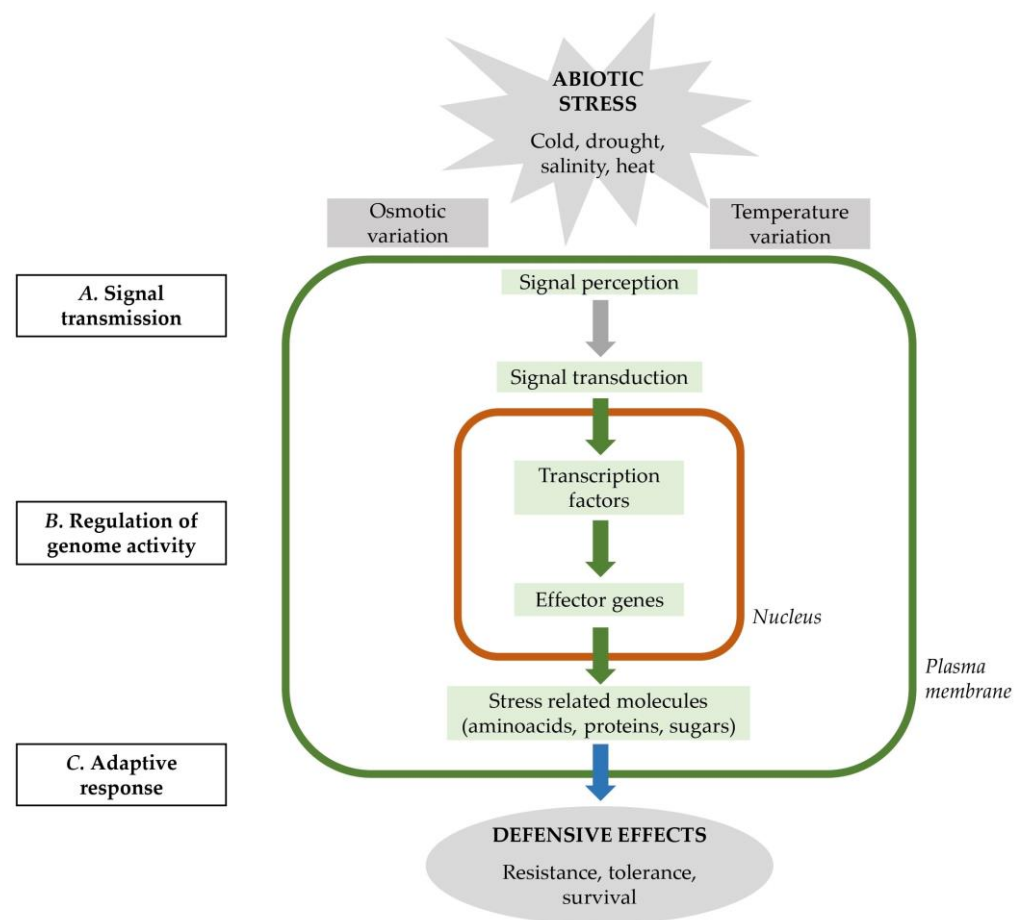 ABIOTIC
STRESS
Cold, drought,
salinity, heat
Osmotic
variation
Temperature
variation
A. Signal
transmission
Signal perception
Signal transduction
Transcription
factors
B. Regulation of
genome activity
Effector genes
Nucleus
Plasma
membrane
Stress related molecules
(aminoacids, proteins, sugars)
C. Adaptive
response
DEFENSIVE EFFECTS
Resistance, tolerance,
survival